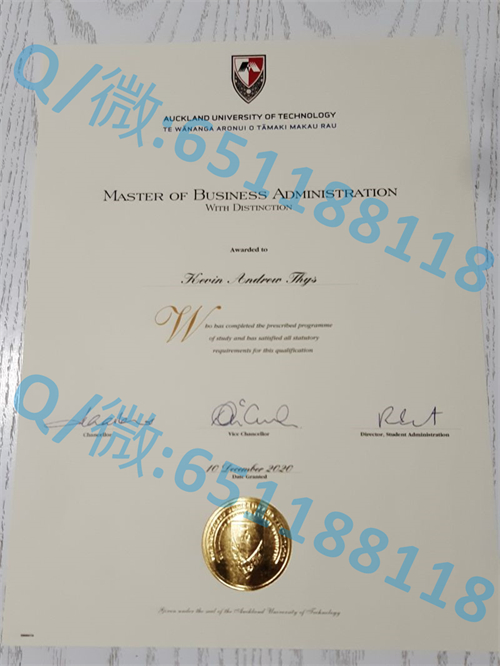 AUCKLAND UNIVERSITY OF TECHNOLOGY
TE WĀNANGA ARONUI O TĀMAKI MAKAU RAU
Q/微:651188118
MASTER OF BUSINESS ADMINISTRATION
WITH DISTINCTION
Awarded to
Kevin Andrew Thys
Who has completed the prescribed programme
of study and has satisfied all statutory
requirements for this qualification
Q/微:651188118
Chancellor
Vice Chancellor
Director, Student Administration
10 December 2020
Date Granted
Given under the seal of the Auckland University of Technology